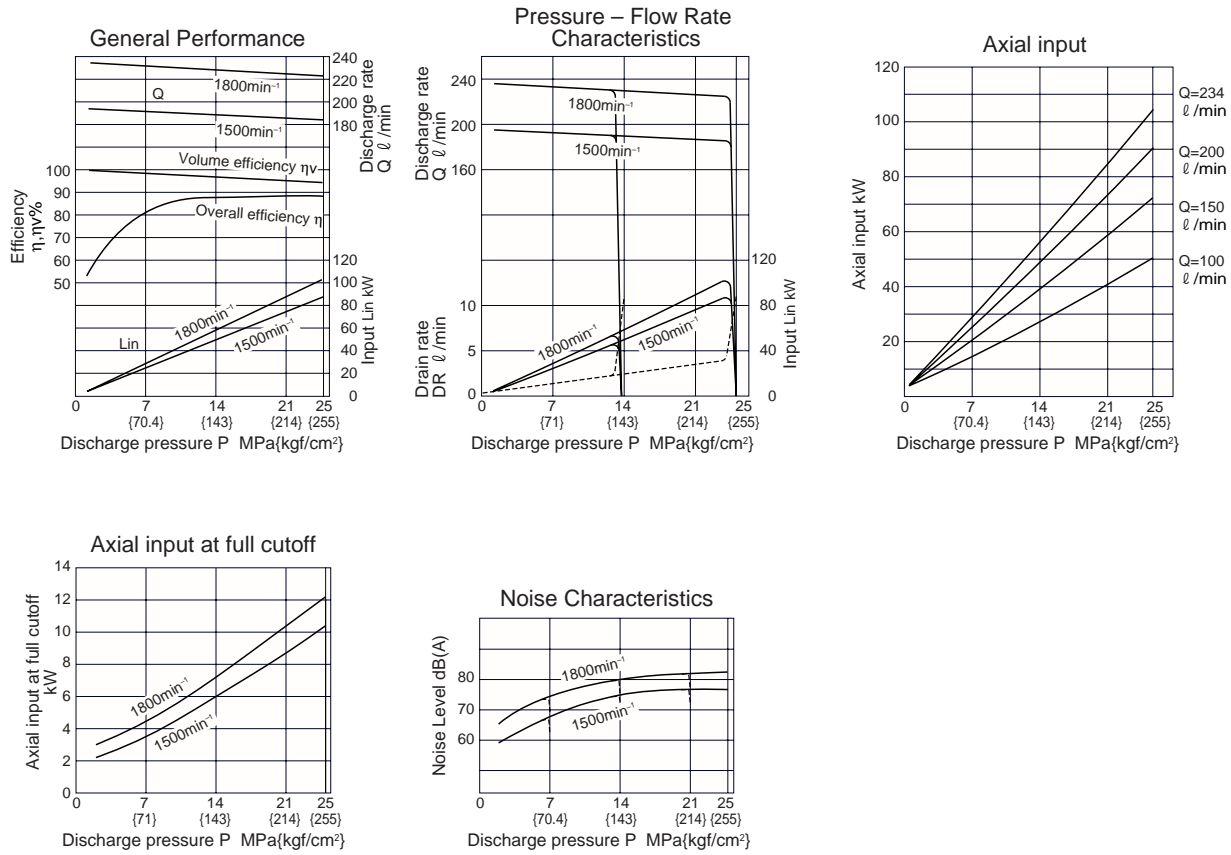 General Performance
240
220
200
180
Discharge rate
Q ℓ /min
1800min⁻¹
Q
1500min⁻¹
Volume efficiency ηv
Overall efficiency η
100
90
80
70
60
50
Efficiency
η,ηv%
120
100
80
60
40
20
0
Input Lin kW
1800min⁻¹
1500min⁻¹
Lin
0 7 14 21 25
{70.4} {143} {214} {255}
Discharge pressure P MPa{kgf/cm²}
Pressure – Flow Rate
Characteristics
240
200
160
Discharge rate
Q ℓ /min
1800min⁻¹
1500min⁻¹
10
5
0
Drain rate
DR ℓ /min
120
80
40
0
Input Lin kW
1800min⁻¹
1500min⁻¹
0 7 14 21 25
{71} {143} {214} {255}
Discharge pressure P MPa{kgf/cm²}
Axial input
120
100
80
60
40
20
0
Axial input kW
Q=234
ℓ /min
Q=200
ℓ /min
Q=150
ℓ /min
Q=100
ℓ /min
7 14 21 25
{70.4} {143} {214} {255}
Discharge pressure P MPa{kgf/cm²}
Axial input at full cutoff
14
12
10
8
6
4
2
0
Axial input at full cutoff
kW
1800min⁻¹
1500min⁻¹
0 7 14 21 25
{71} {143} {214} {255}
Discharge pressure P MPa{kgf/cm²}
Noise Characteristics
80
70
60
Noise Level dB(A)
1800min⁻¹
1500min⁻¹
0 7 14 21 25
{70.4} {143} {214} {255}
Discharge pressure P MPa{kgf/cm²}